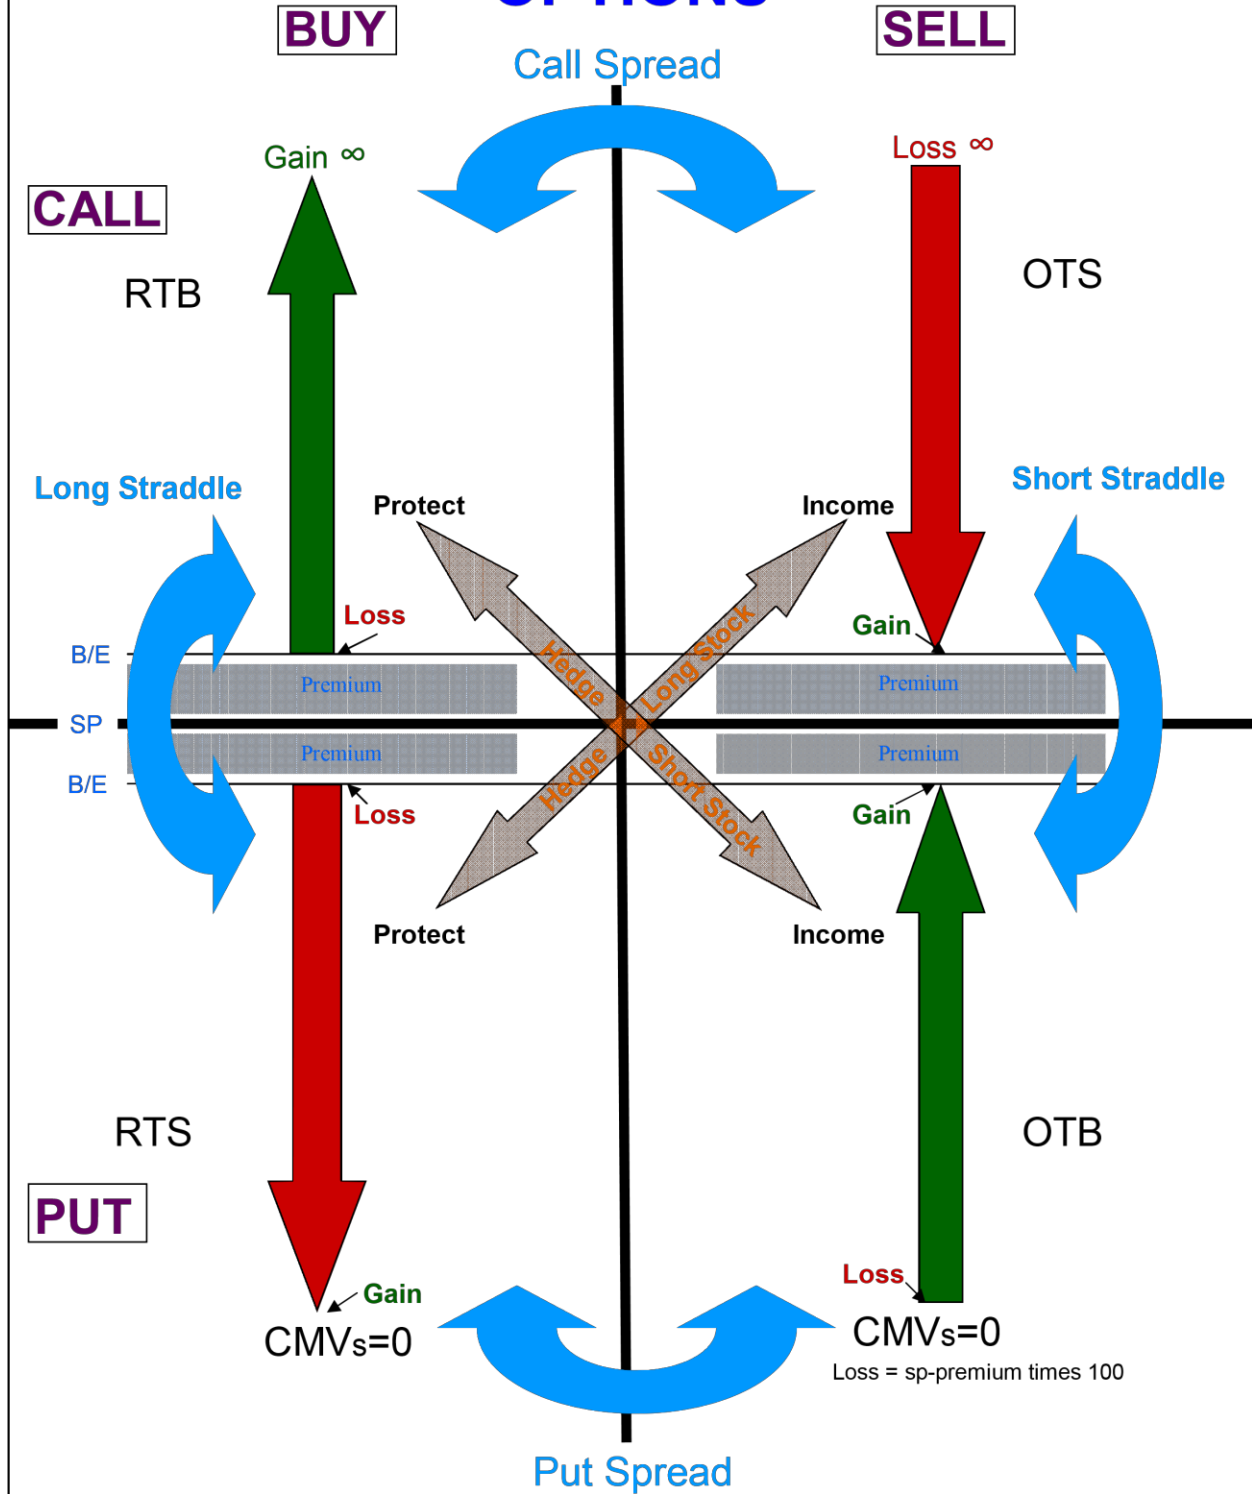 OPTIONS
BUY
SELL
Call Spread
Gain ∞
Loss ∞
CALL
RTB
OTS
Long Straddle
Short Straddle
Protect
Income
Loss
Gain
Hedge
Long Stock
B/E
Premium
Premium
SP
Premium
Premium
Hedge
Short Stock
B/E
Loss
Gain
Protect
Income
RTS
OTB
PUT
Gain
Loss
CMVs=0
CMVs=0
Loss = sp-premium times 100
Put Spread